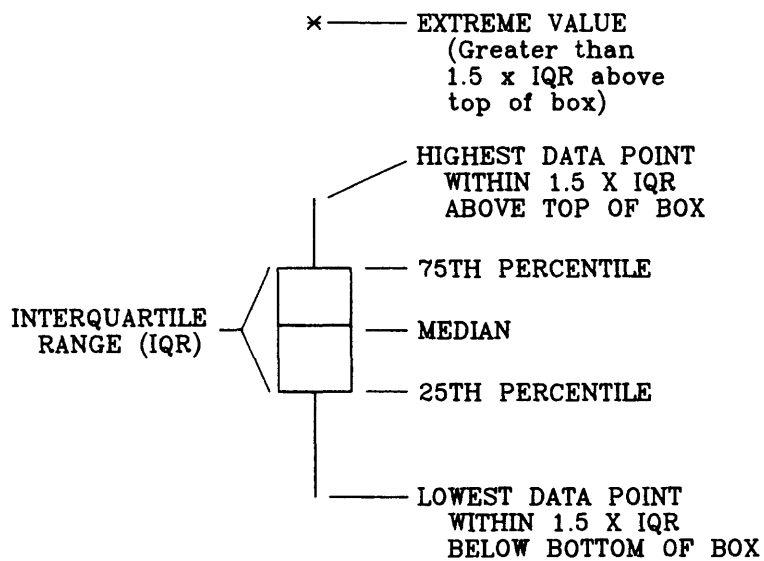 EXTREME VALUE
(Greater than
1.5 x IQR above
top of box)
HIGHEST DATA POINT
WITHIN 1.5 X IQR
ABOVE TOP OF BOX
75TH PERCENTILE
INTERQUARTILE
RANGE (IQR)
MEDIAN
25TH PERCENTILE
LOWEST DATA POINT
WITHIN 1.5 X IQR
BELOW BOTTOM OF BOX